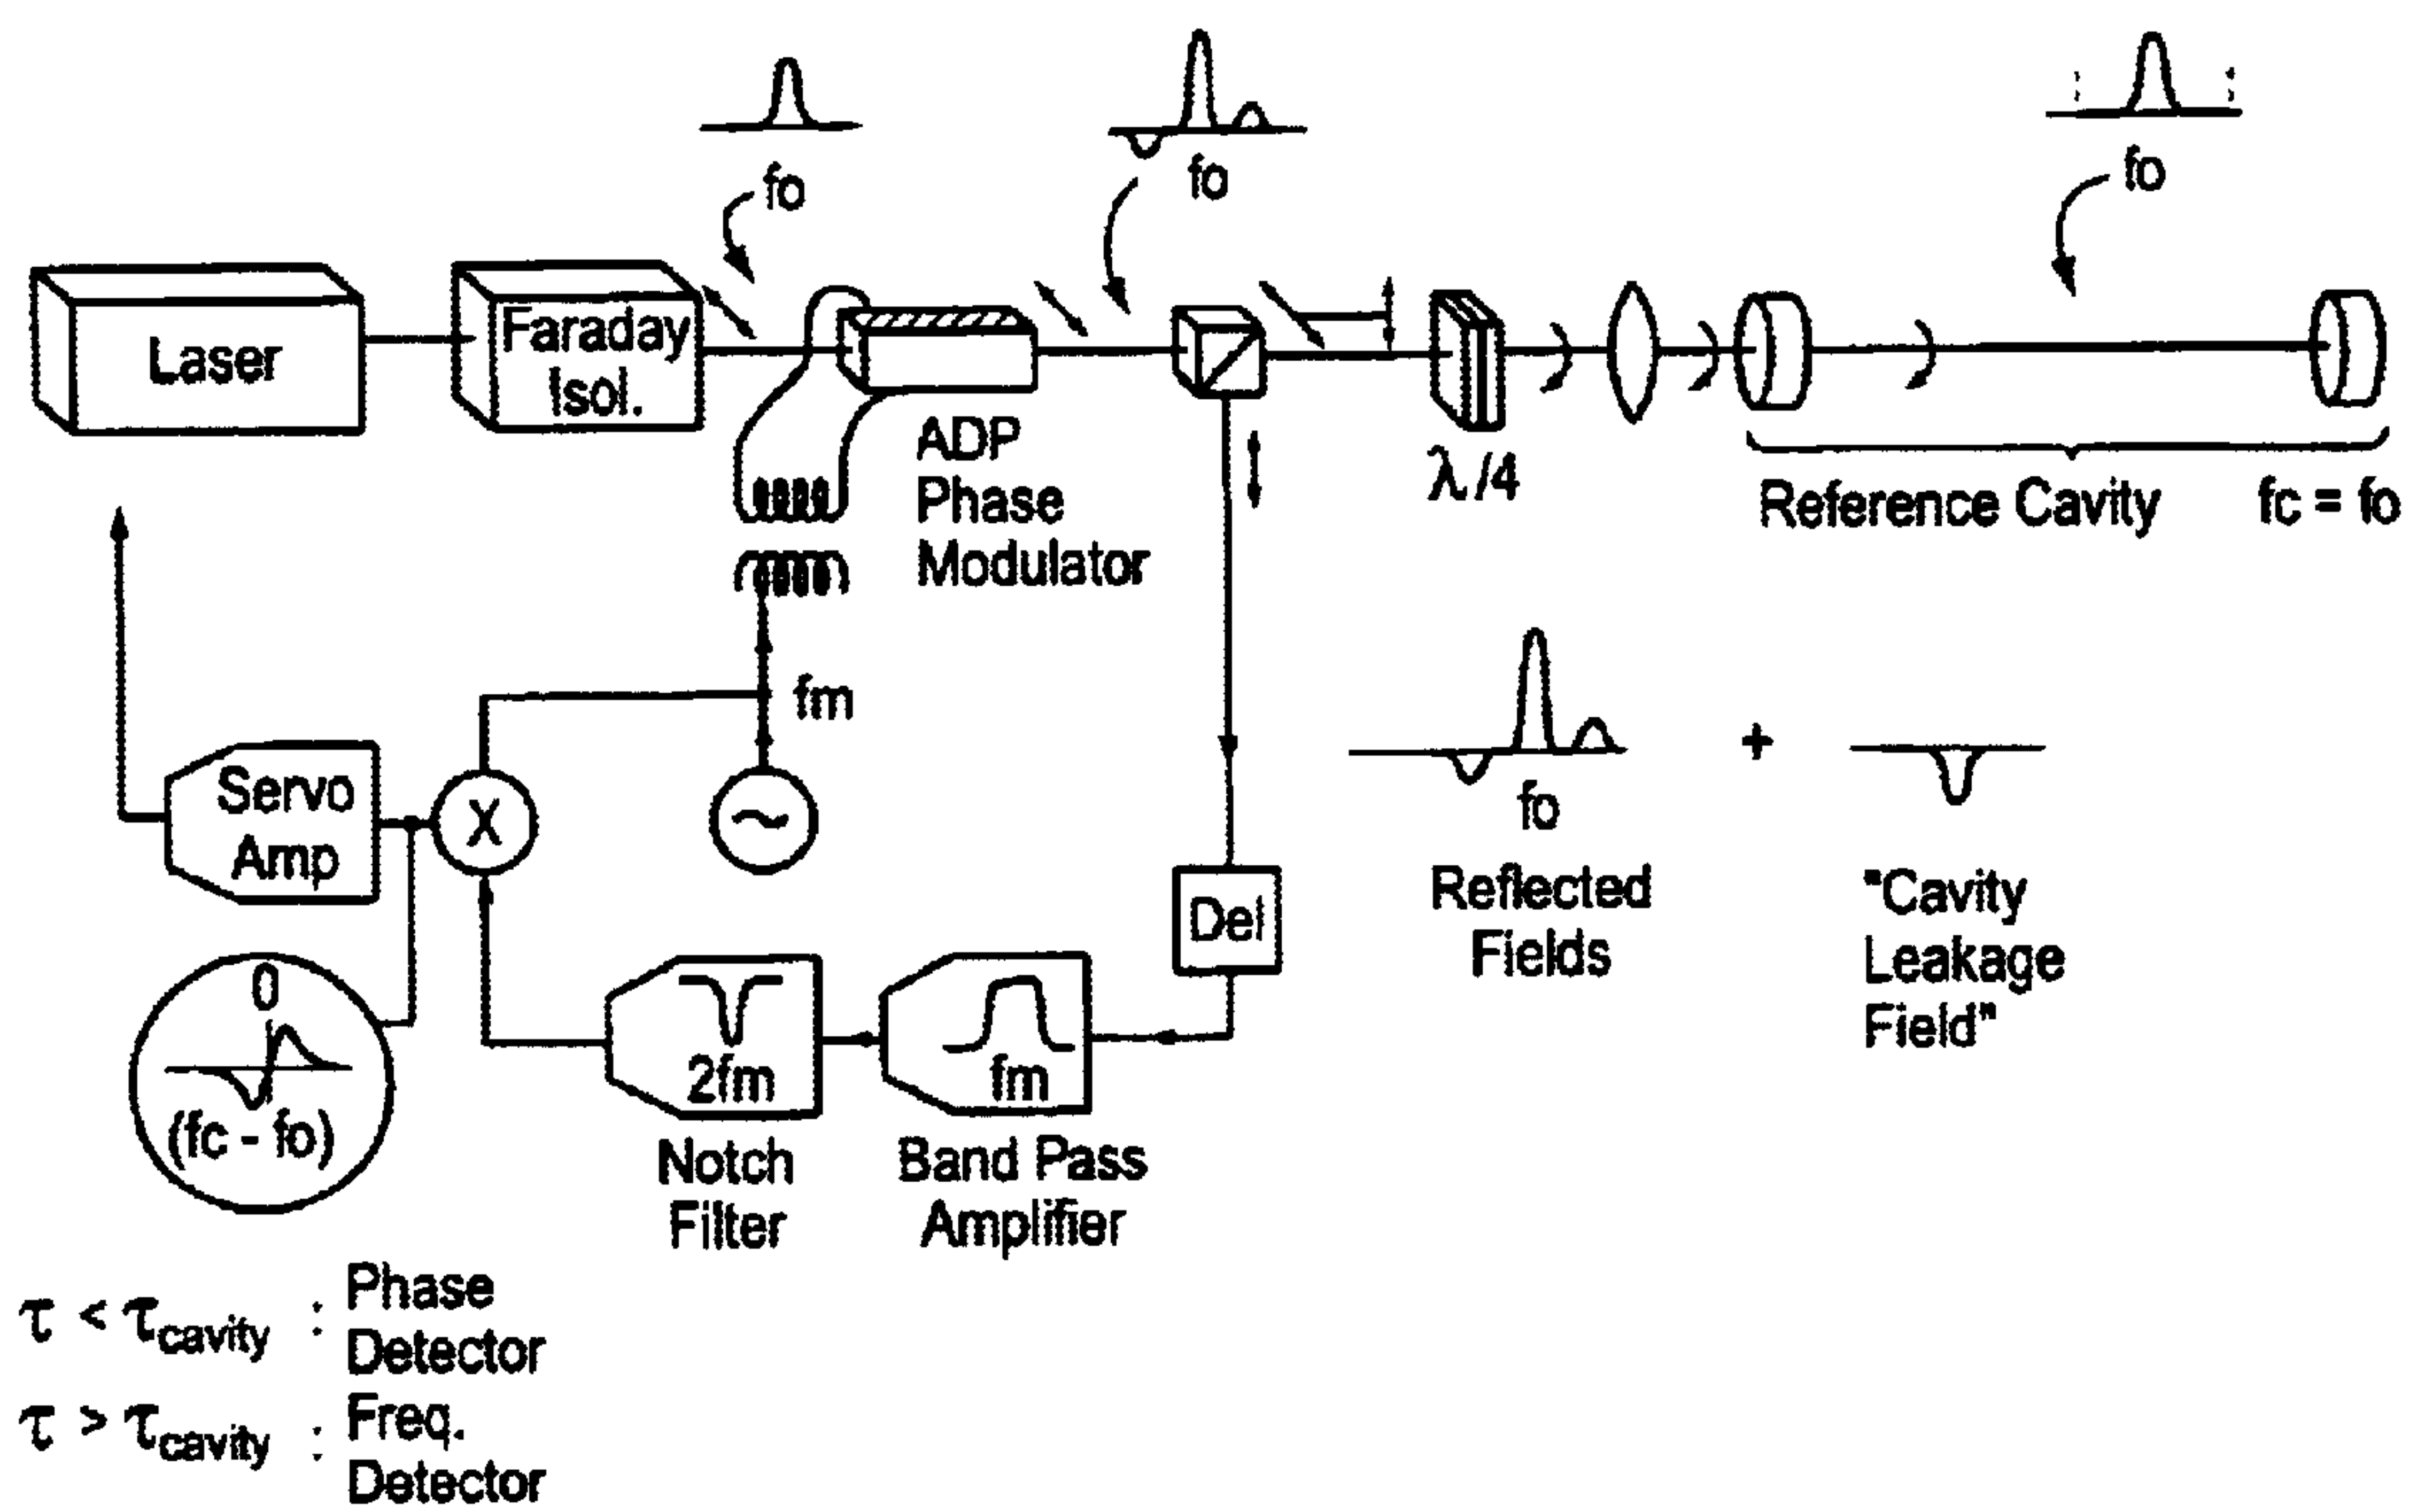 fo
fo
fo
Laser
Faraday
Isol.
ADP
Phase
Modulator
λ/4
Reference Cavity
fc = fo
fm
Servo
Amp
X
~
fo
+
Reflected
Fields
"Cavity
Leakage
Field"
Del
0
(fc - fo)
2fm
fm
Notch
Filter
Band Pass
Amplifier
τ < τcavity : Phase
Detector
τ > τcavity : Freq.
Detector